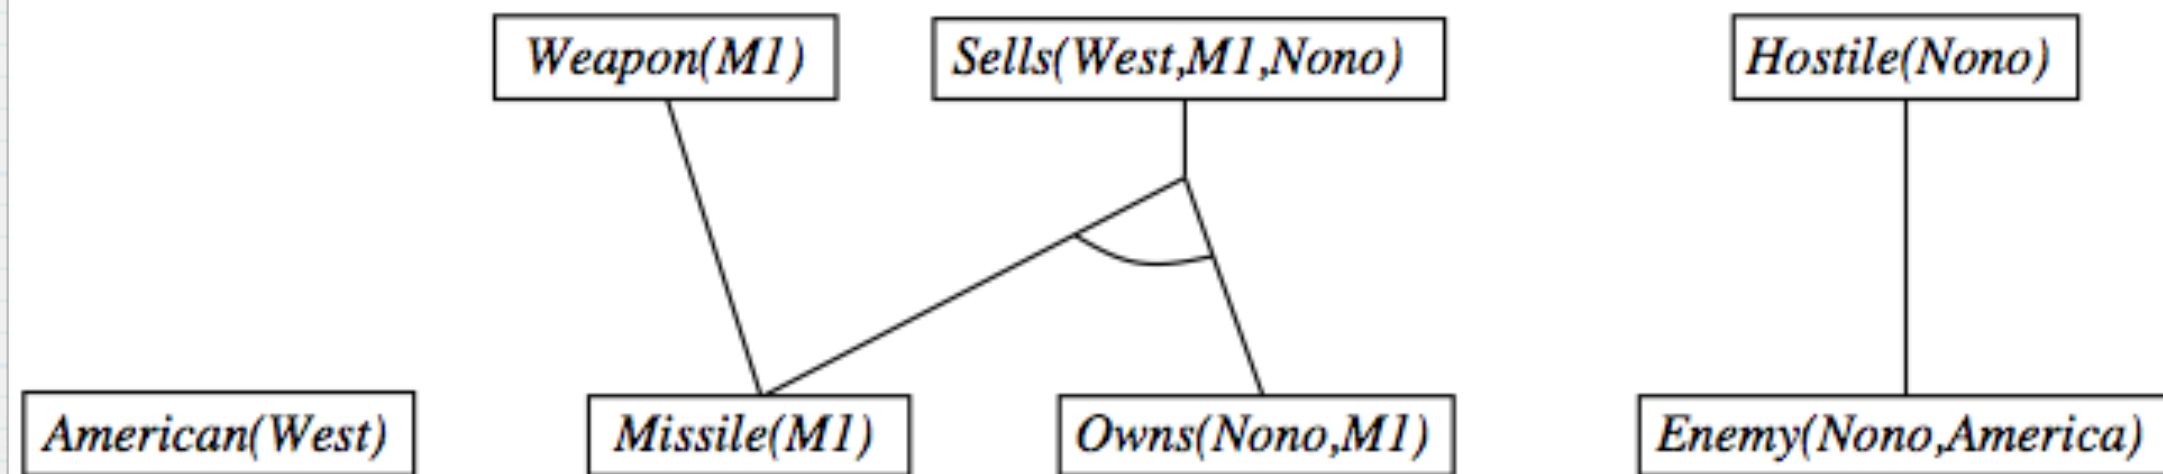 Weapon(M1)
Sells(West,M1,Nono)
Hostile(Nono)
American(West)
Missile(M1)
Owns(Nono,M1)
Enemy(Nono,America)